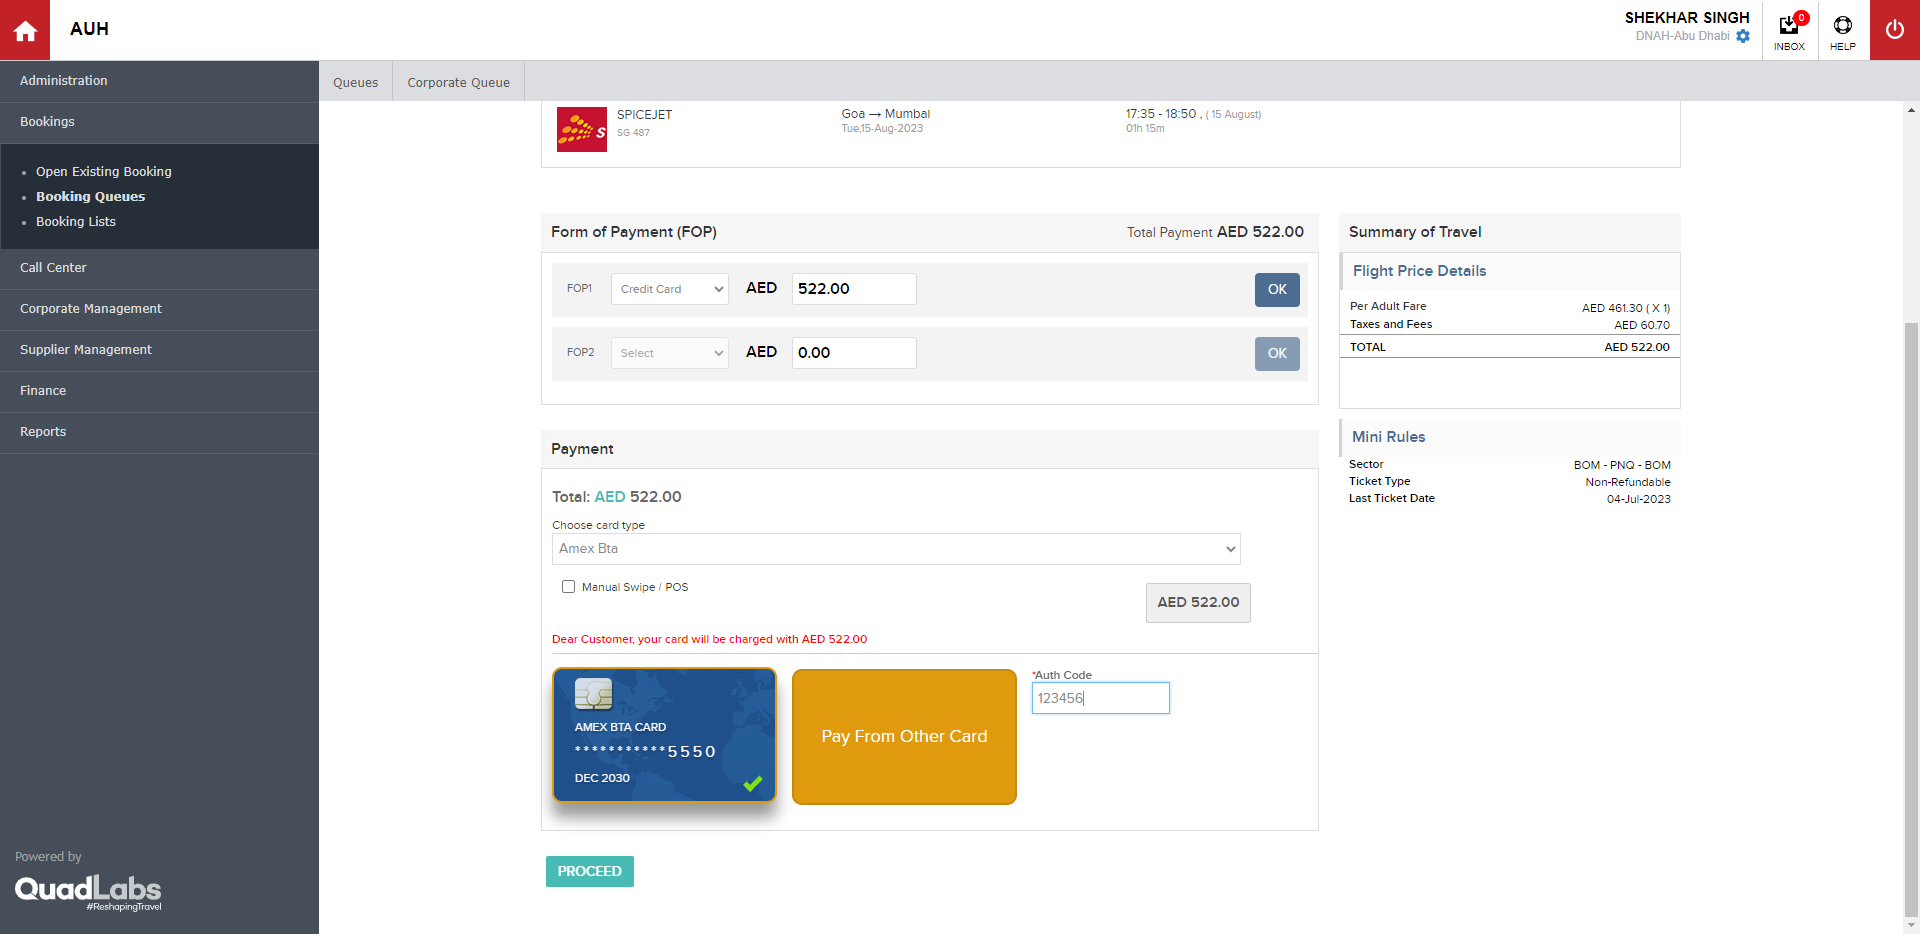 AUH
SHEKHAR SINGH
DNAH-Abu Dhabi
0
INBOX
HELP
Administration
Bookings
Open Existing Booking
Booking Queues
Booking Lists
Call Center
Corporate Management
Supplier Management
Finance
Reports
Powered by
QuadLabs
#ReshapingTravel
Queues
Corporate Queue
S
SPICEJET
SG 487
Goa → Mumbai
Tue,15-Aug-2023
17:35 - 18:50 , ( 15 August)
01h 15m
Form of Payment (FOP)
Total Payment AED 522.00
FOP1 Credit Card AED 522.00 OK
FOP2 Select AED 0.00 OK
Payment
Total: AED 522.00
Choose card type
Amex Bta
Manual Swipe / POS
AED 522.00
Dear Customer, your card will be charged with AED 522.00
AMEX BTA CARD
***********5550
DEC 2030
Pay From Other Card
*Auth Code
123456
PROCEED
Summary of Travel
Flight Price Details
Per Adult Fare AED 461.30 ( X 1)
Taxes and Fees AED 60.70
TOTAL AED 522.00
Mini Rules
Sector BOM - PNQ - BOM
Ticket Type Non-Refundable
Last Ticket Date 04-Jul-2023